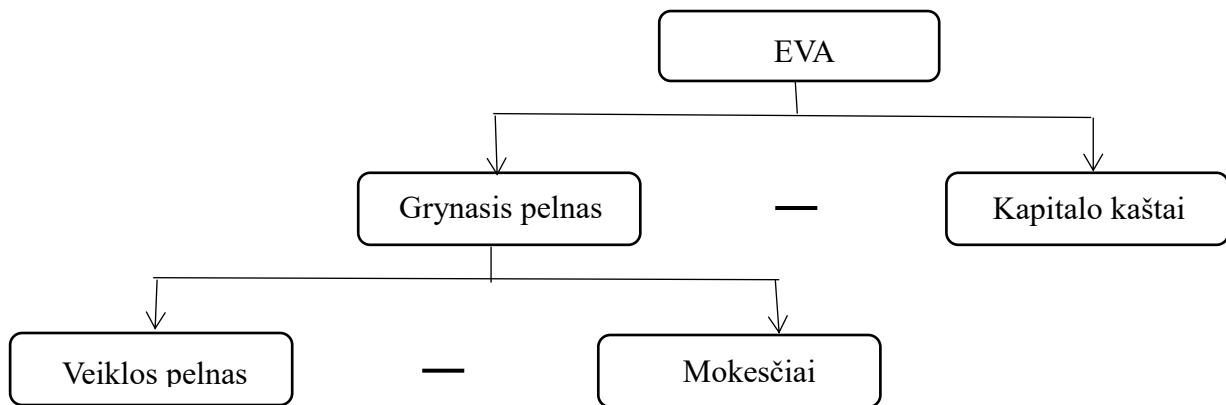 EVA
Grynasis pelnas
—
Kapitalo kaštai
Veiklos pelnas
—
Mokesčiai